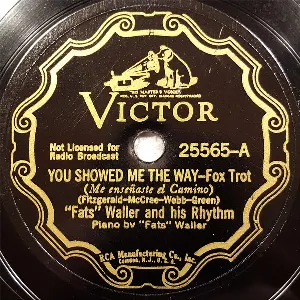 "HIS MASTER'S VOICE"
VICTOR
Not Licensed for
Radio Broadcast
25565-A
YOU SHOWED ME THE WAY-Fox Trot
(Me enseñaste el Camino)
(Fitzgerald-McCrae-Webb-Green)
"Fats" Waller and his Rhythm
Piano by "Fats" Waller
RCA Manufacturing Co., Inc.
Camden, N.J., U.S.A.